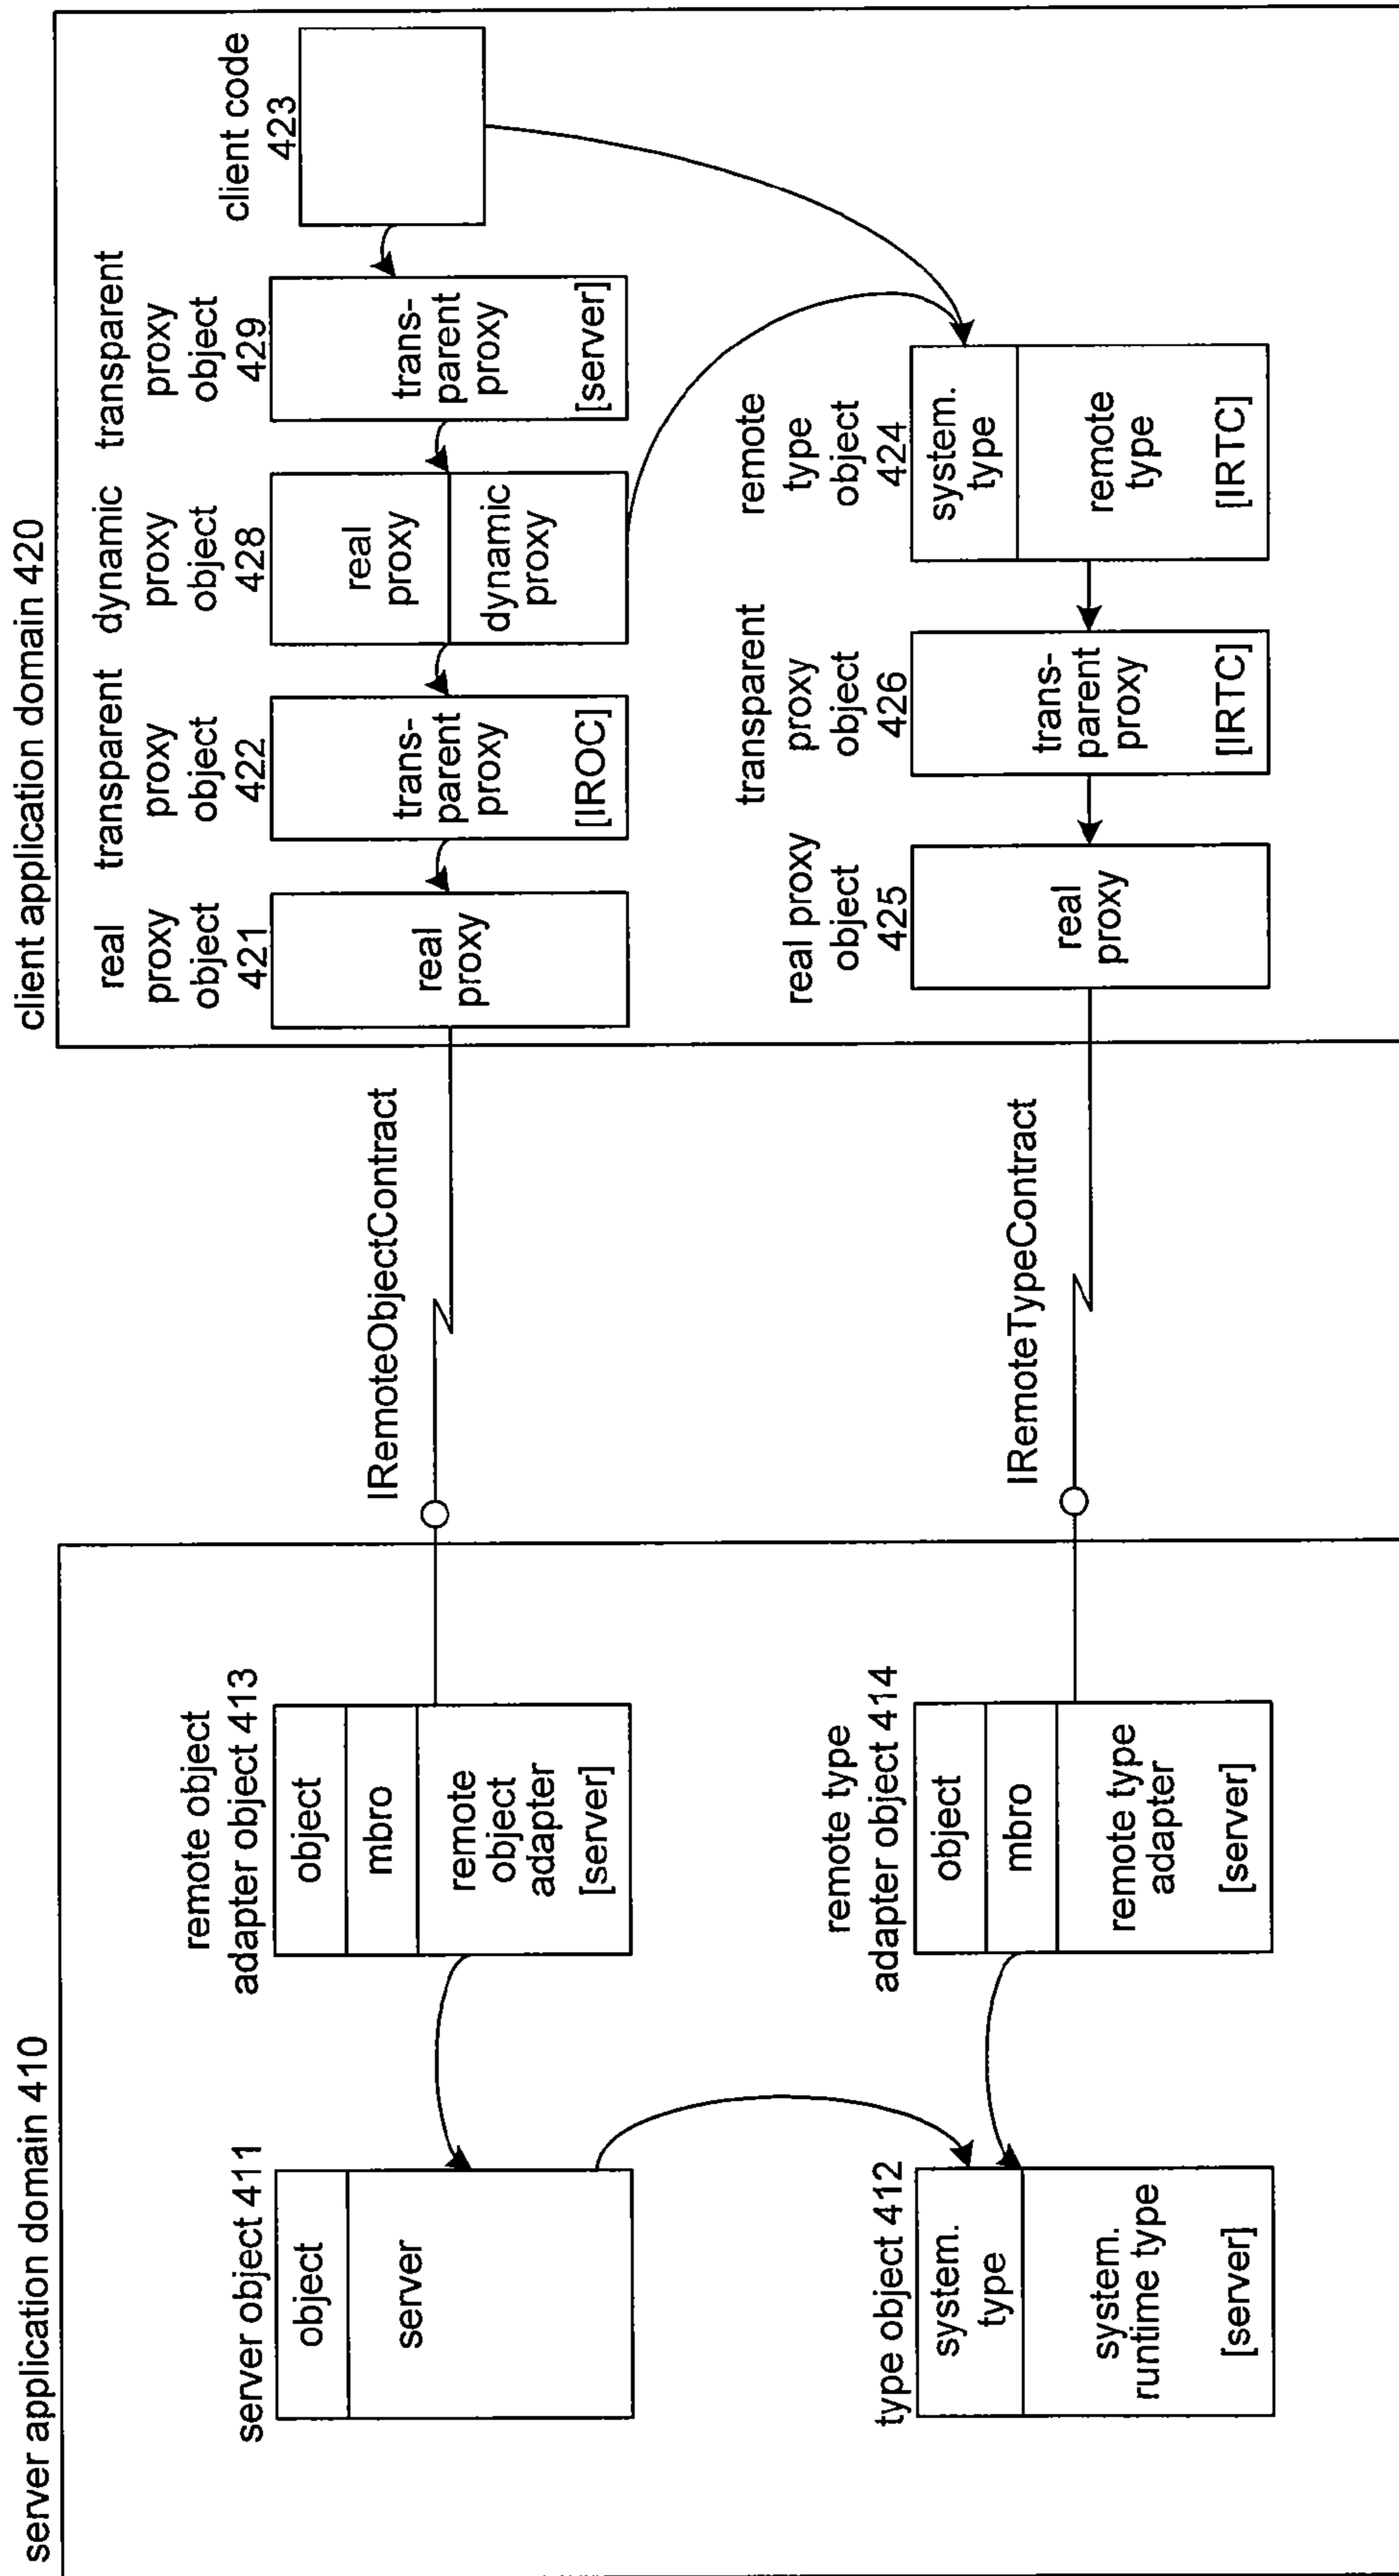 server application domain 410
server object 411
object
server
type object 412
system.
type
system.
runtime type
[server]
remote object
adapter object 413
object
mbro
remote
object
adapter
[server]
remote type
adapter object 414
object
mbro
remote type
adapter
[server]
IRemoteObjectContract
IRemoteTypeContract
client application domain 420
real
proxy
object
421
real
proxy
transparent
proxy
object
422
trans-
parent
proxy
[IROC]
dynamic
proxy
object
428
real
proxy
dynamic
proxy
transparent
proxy
object
429
trans-
parent
proxy
[server]
client code
423
real proxy
object
425
real
proxy
transparent
proxy
object
426
trans-
parent
proxy
[IRTC]
remote
type
object
424
system.
type
remote
type
[IRTC]